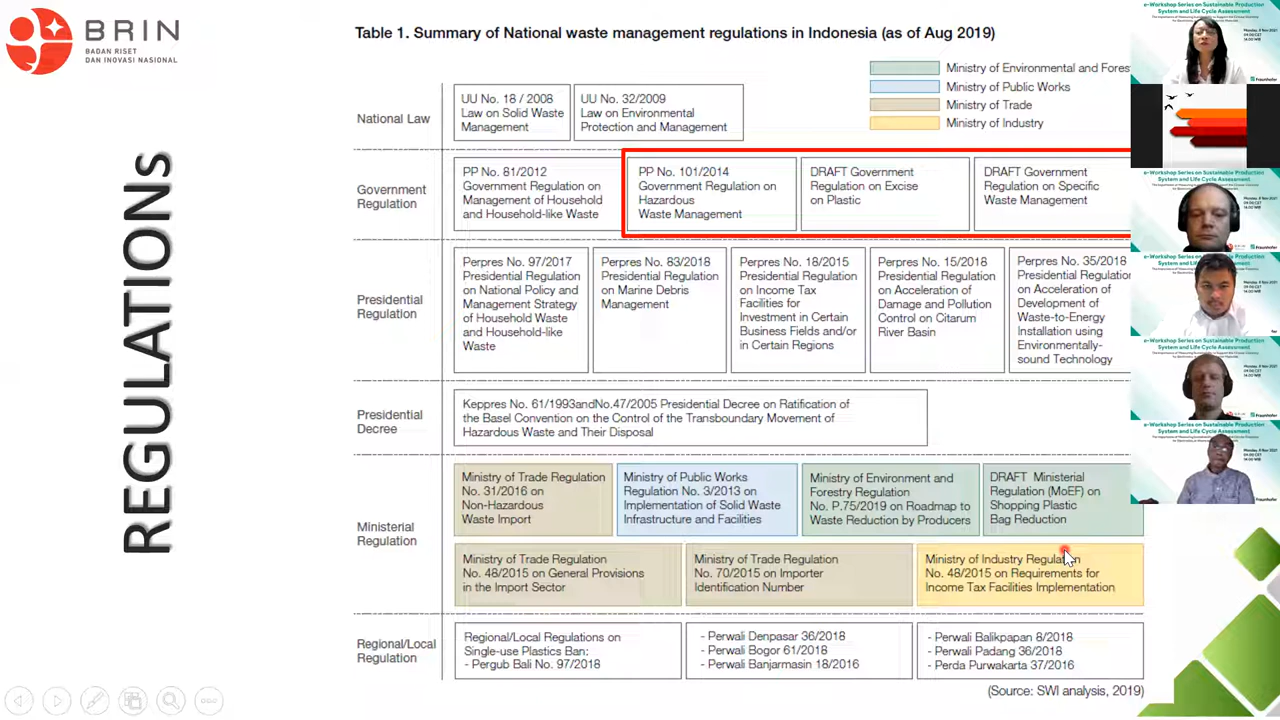 BRIN
BADAN RISET
DAN INOVASI NASIONAL
REGULATIONs
Table 1. Summ
ment
Indonesia (as of Aug 2019)
Ministry of Environmental and
Ministry of Public Works
Ministry of Trade
Ministry of Industry
National Law
UU No. 18 / 2008
Law on Solid Waste
Management
UU No. 32/2009
Law on Environmental
Protection and Management
Government
Regulation
PP No. 81/2012
on
Household
and Household Waste
PP No. 101/2014
Government Regulation on
Hazardous
Waste Management
DRAFT Government
Regulation on Excise
on Plastic
DRAFT Government
Regulation on Specific
Waste Management
Presidential
Regulation
Perpres No. 97/2017
National Policy and
Management Strategy
of Household Waste
and Household-like
Waste
Perpres No. 83/2018
Presidential Regulation
on Marine Debris
Management
Perpres No. 18/2015
Presidential Regulation
on Income Tax
Facilities for
Investment in Certain
Business Fields and/or
in Certain Regions
Perpres No. 15/2018
Presidential Regulation
on Acceleration of
Damage and Pollution
Control on Citarum
River Basin
Perpres No. 35/2018
Presidential Regulation
on Acceleration of
Development of
Waste-to-Energy
Installation using
Environmentally-
sound Technology
Presidential
Decree
Keppres No. 61/1993andNo.47/2005 Presidential Decree on Ratification of
the Basel Convention on the Control of the Transboundary Movement of
Hazardous Waste and Their Disposal
Ministerial
Regulation
Ministry of Trade Regulation
No. 31/2016 on
Non-Hazardous
Waste Import
Ministry of Public Works
Regulation No. 3/2013 on
Implementation of Solid Waste
Infrastructure and Facilities
Ministry of Environment and
Forestry Regulation
No. P.75/2019 on Roadmap to
Waste Reduction by Producers
DRAFT Ministerial
Regulation (MoEF) on
Shopping Plastic
Bag Reduction
Ministry of Trade Regulation
No. 48/2015 on General Provisions
in the Import Sector
Ministry of Trade Regulation
No. 70/2015 on Importer
Identification Number
Ministry of Industry Regulation
No. 48/2015 on Requirements for
Income Tax Facilities Implementation
Regional/Local
Regulation
Regional/Local Regulations on
Single-use Plastics Ban;
- Pergub Bali No. 97/2018
- Perwali Denpasar 36/2018
- Perwali Bogor 61/2018
- Perwali Banjarmasin 18/2016
- Perwali Balikpapan 8/2018
- Perwali Padang 36/2018
- Perda Purwakarta 37/2016
(Source: SWI analysis, 2019)
e-Workshop Series on Sustainable Production
System and Life Cycle Assessment
Fraunhofer